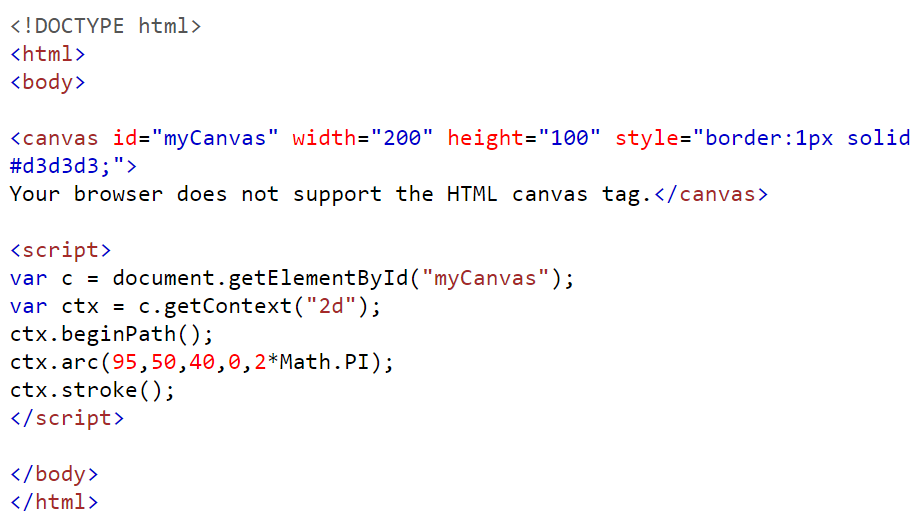 <!DOCTYPE html>
<html>
<body>

<canvas id="myCanvas" width="200" height="100" style="border:1px solid
#d3d3d3;">
Your browser does not support the HTML canvas tag.</canvas>

<script>
var c = document.getElementById("myCanvas");
var ctx = c.getContext("2d");
ctx.beginPath();
ctx.arc(95,50,40,0,2*Math.PI);
ctx.stroke();
</script>

</body>
</html>